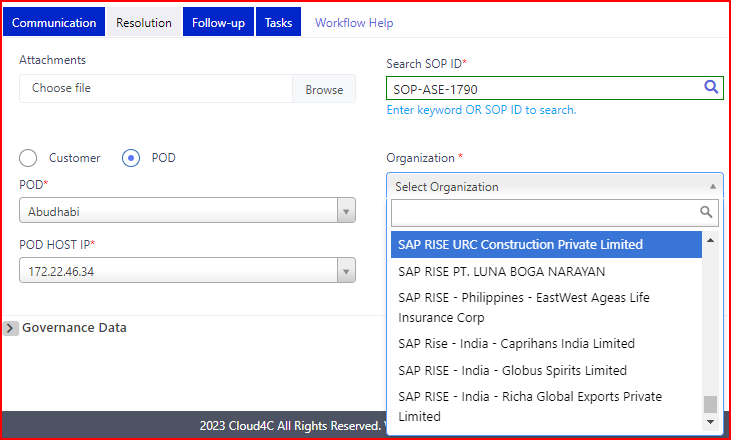 Communication Resolution Follow-up Tasks Workflow Help
Attachments
Choose file Browse
Search SOP ID*
SOP-ASE-1790
Enter keyword OR SOP ID to search.
Customer POD
POD*
Abudhabi
POD HOST IP*
172.22.46.34
Organization *
Select Organization
SAP RISE URC Construction Private Limited
SAP RISE PT. LUNA BOGA NARAYAN
SAP RISE - Philippines - EastWest Ageas Life
Insurance Corp
SAP Rise - India - Caprihans India Limited
SAP RISE - India - Globus Spirits Limited
SAP RISE - India - Richa Global Exports Private
Limited
Governance Data
2023 Cloud4C All Rights Reserved.